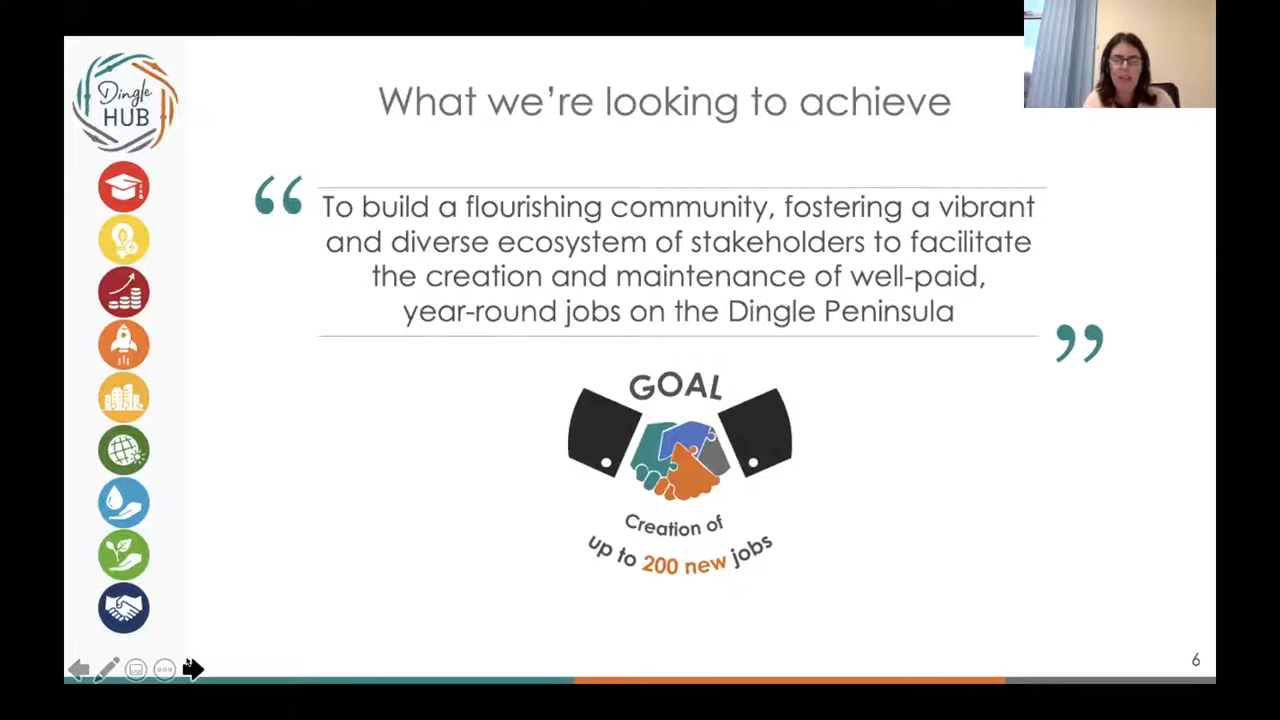 Dingle
HUB
What we're looking to achieve
“
To build a flourishing community, fostering a vibrant
and diverse ecosystem of stakeholders to facilitate
the creation and maintenance of well-paid,
year-round jobs on the Dingle Peninsula
”
GOAL
Creation of
up to 200 new jobs
6